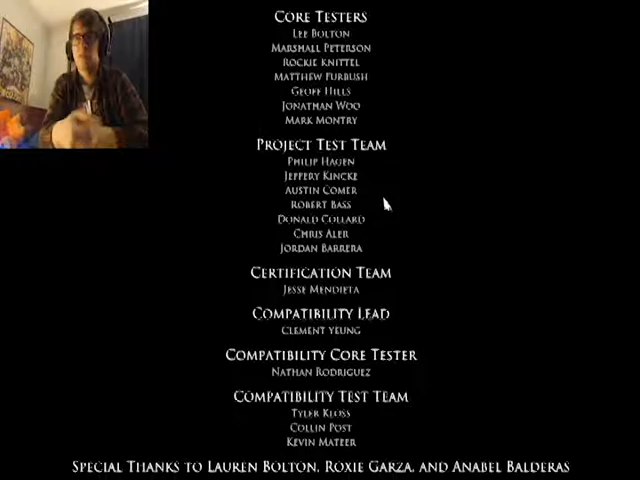 CORE TESTERS
LEE BOLTON
MARSHALL PETERSON
ROCKIE KNITTEL
MATTHEW FURBUSH
GEOFF HILLS
JONATHAN WOO
MARK MONTRY
PROJECT TEST TEAM
PHILIP HAGEN
JEFFERY KINCKE
AUSTIN COMER
ROBERT BASS
DONALD COLLARD
CHRIS ALER
JORDAN BARRERA
CERTIFICATION TEAM
JESSE MENDIETA
COMPATIBILITY LEAD
CLEMENT YEUNG
COMPATIBILITY CORE TESTER
NATHAN RODRIGUEZ
COMPATIBILITY TEST TEAM
TYLER KLOSS
COLLIN POST
KEVIN MATEER
SPECIAL THANKS TO LAUREN BOLTON, ROXIE GARZA, AND ANABEL BALDERAS